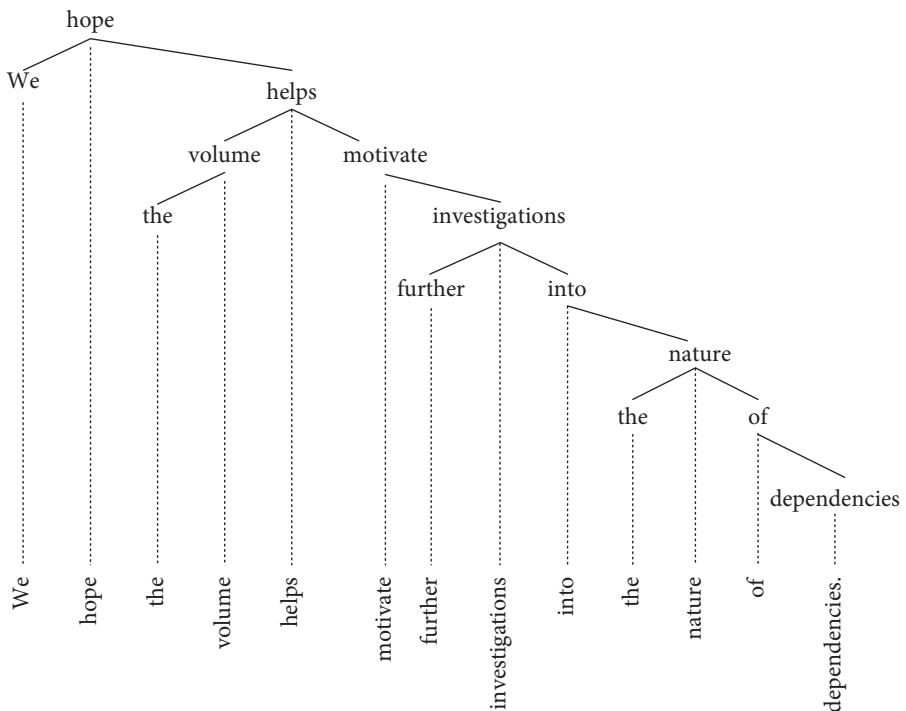 hope
We
helps
volume motivate
the investigations
further into
nature
the of
dependencies
We hope the volume helps motivate further investigations into the nature of dependencies.